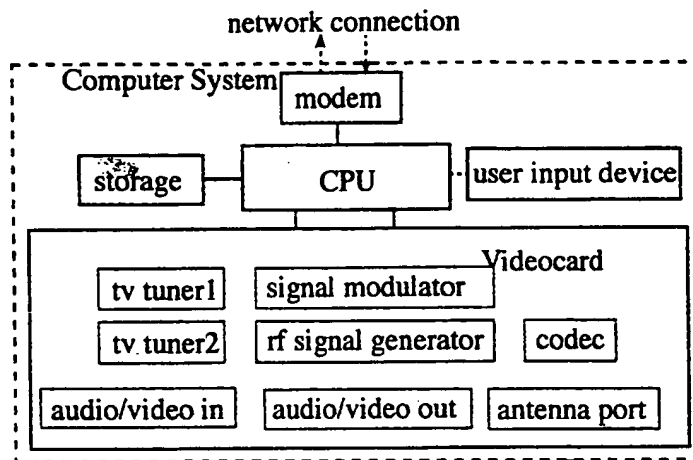 network connection
Computer System
modem
storage
CPU
user input device
Videocard
tv tuner1
signal modulator
tv tuner2
rf signal generator
codec
audio/video in
audio/video out
antenna port